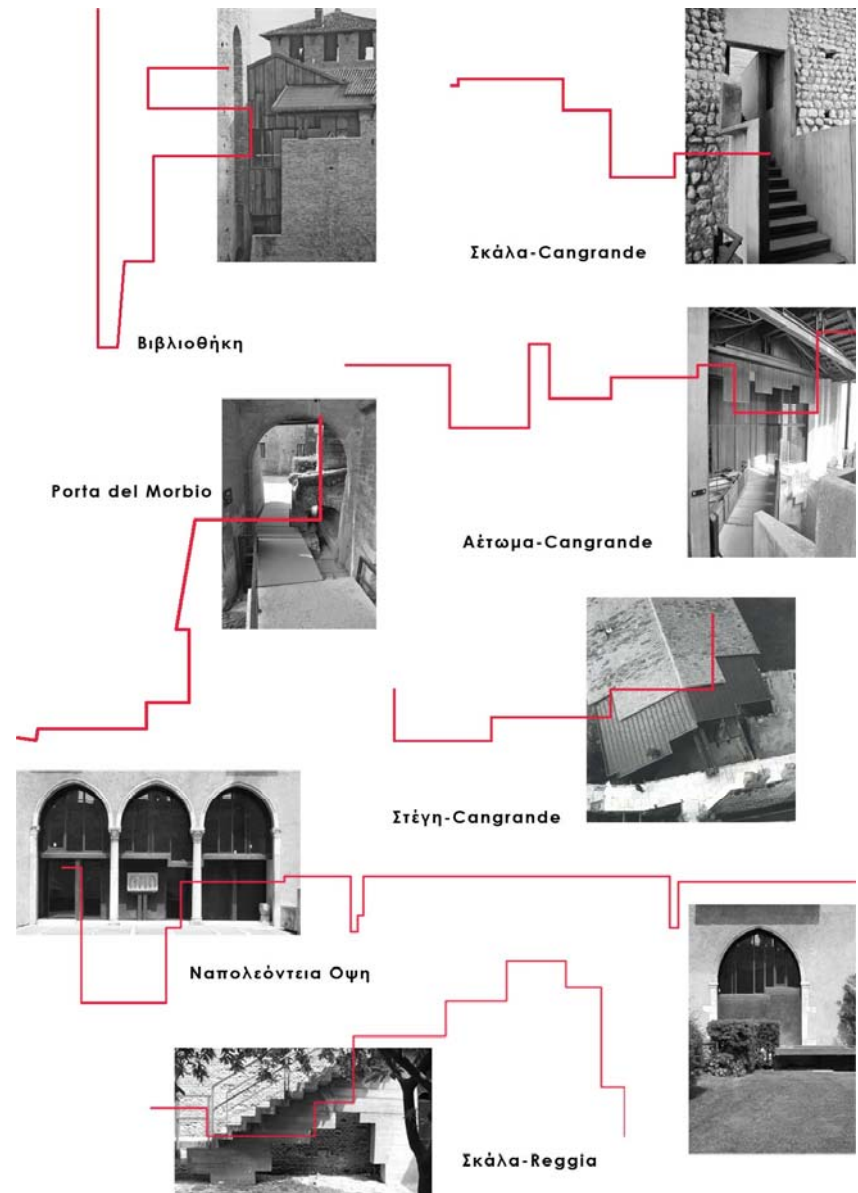 Σκάλα-Cangrande
Βιβλιοθήκη
Porta del Morbio
Αέτωμα-Cangrande
Στέγη-Cangrande
Ναπολεόντεια Οψη
Σκάλα-Reggia